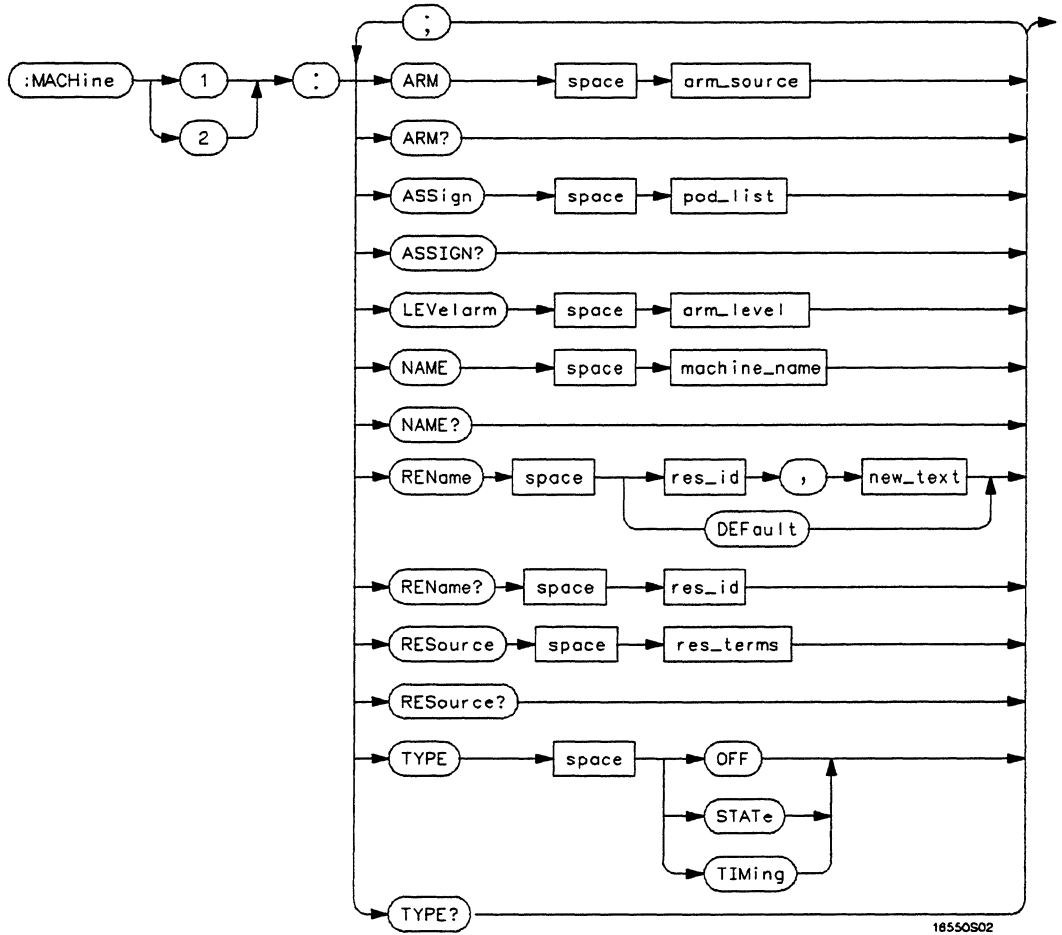 ;
:MACHine 1 : ARM space arm_source
2
ARM?
ASSign space pod_list
ASSIGN?
LEVelarm space arm_level
NAME space machine_name
NAME?
REName space res_id , new_text
DEFault
REName? space res_id
RESource space res_terms
RESource?
TYPE space OFF
STATe
TIMing
TYPE?
16550S02